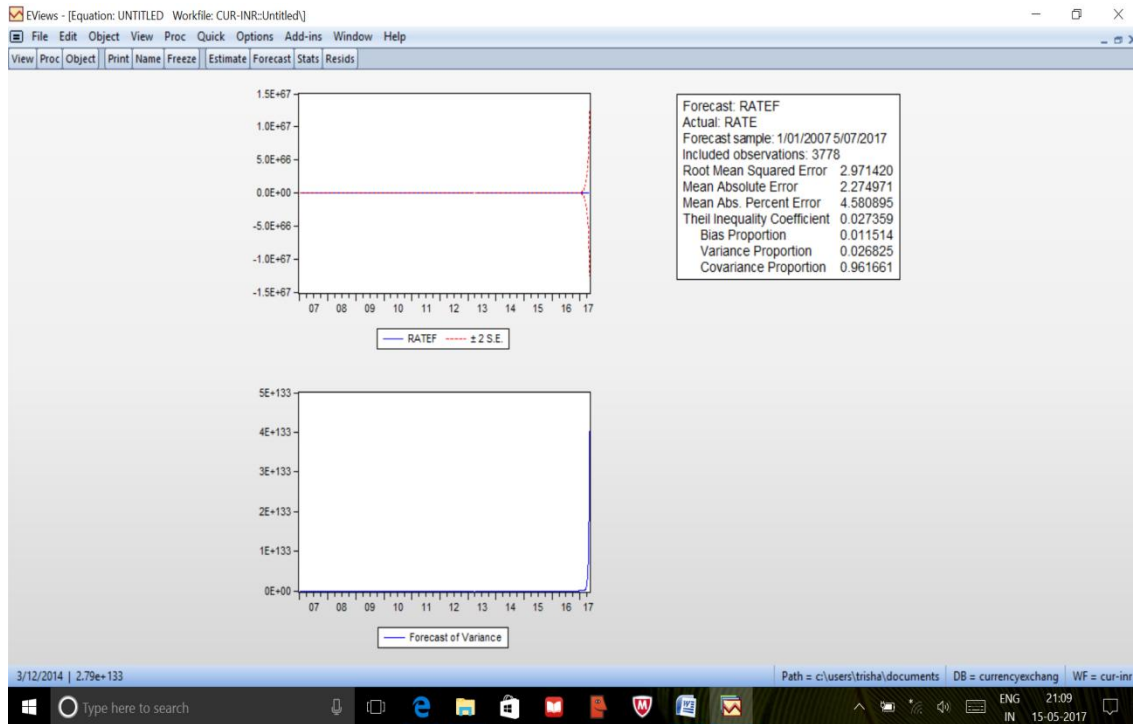 EViews - [Equation: UNTITLED Workfile: CUR-INR::Untitled\]
File Edit Object View Proc Quick Options Add-ins Window Help
View Proc Object Print Name Freeze Estimate Forecast Stats Resids
1.5E+67
1.0E+67
5.0E+66
0.0E+00
-5.0E+66
-1.0E+67
-1.5E+67
07 08 09 10 11 12 13 14 15 16 17
RATEF ± 2 S.E.
Forecast: RATEF
Actual: RATE
Forecast sample: 1/01/2007 5/07/2017
Included observations: 3778
Root Mean Squared Error 2.971420
Mean Absolute Error 2.274971
Mean Abs. Percent Error 4.580895
Theil Inequality Coefficient 0.027359
Bias Proportion 0.011514
Variance Proportion 0.026825
Covariance Proportion 0.961661
5E+133
4E+133
3E+133
2E+133
1E+133
0E+00
07 08 09 10 11 12 13 14 15 16 17
Forecast of Variance
3/12/2014 | 2.79e+133
Path = c:\users\trisha\documents DB = currencyexchang WF = cur-inr
Type here to search
ENG
IN
21:09
15-05-2017